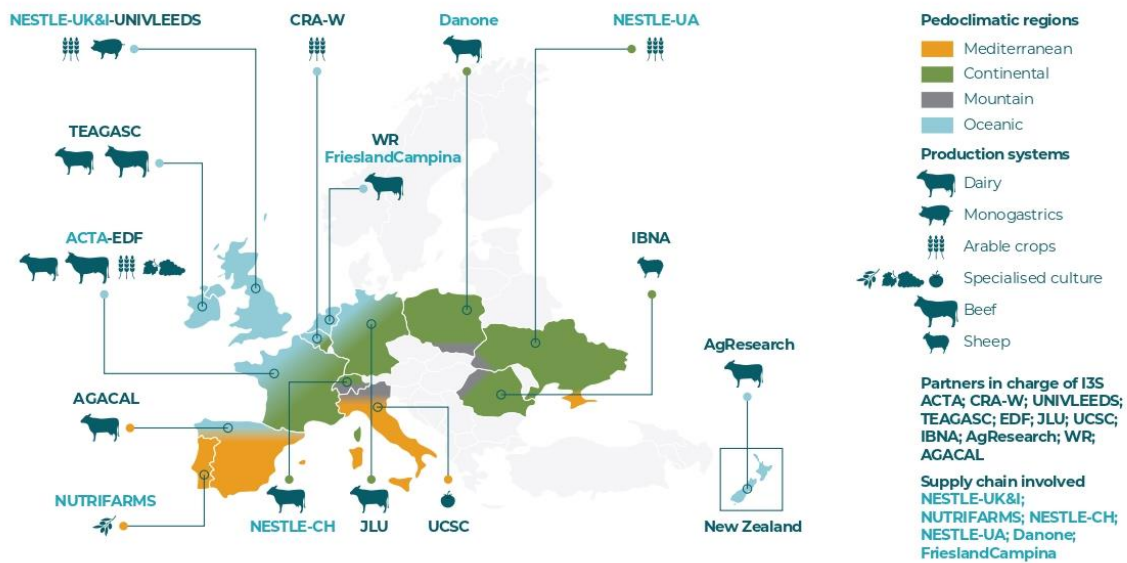 NESTLE-UK&I-UNIVLEEDS
CRA-W
Danone
NESTLE-UA
TEAGASC
WR
FrieslandCampina
ACTA-EDF
IBNA
AgResearch
AGACAL
NUTRIFARMS
NESTLE-CH
JLU
UCSC
New Zealand
Pedoclimatic regions
Mediterranean
Continental
Mountain
Oceanic
Production systems
Dairy
Monogastrics
Arable crops
Specialised culture
Beef
Sheep
Partners in charge of I3S
ACTA; CRA-W; UNIVLEEDS;
TEAGASC; EDF; JLU; UCSC;
IBNA; AgResearch; WR;
AGACAL
Supply chain involved
NESTLE-UK&I;
NUTRIFARMS; NESTLE-CH;
NESTLE-UA; Danone;
FrieslandCampina